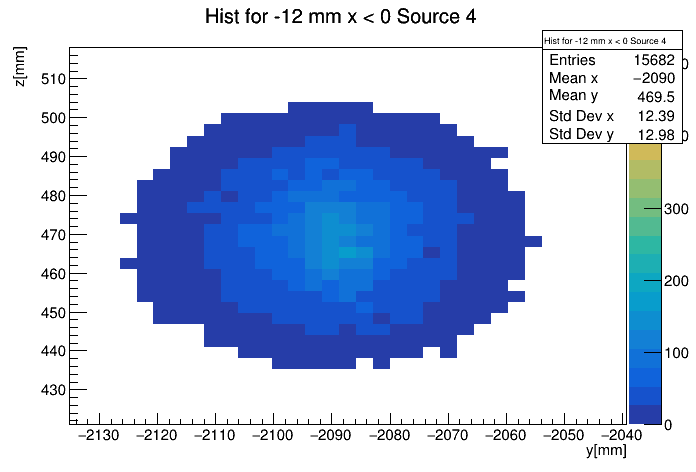 Hist for -12 mm x < 0 Source 4
Hist for -12 mm x < 0 Source 4
Entries 15682
Mean x −2090
Mean y 469.5
Std Dev x 12.39
Std Dev y 12.98
z[mm]
510
500
490
480
470
460
450
440
430
0
0
300
200
100
0
−2130 −2120 −2110 −2100 −2090 −2080 −2070 −2060 −2050 −2040
y[mm]